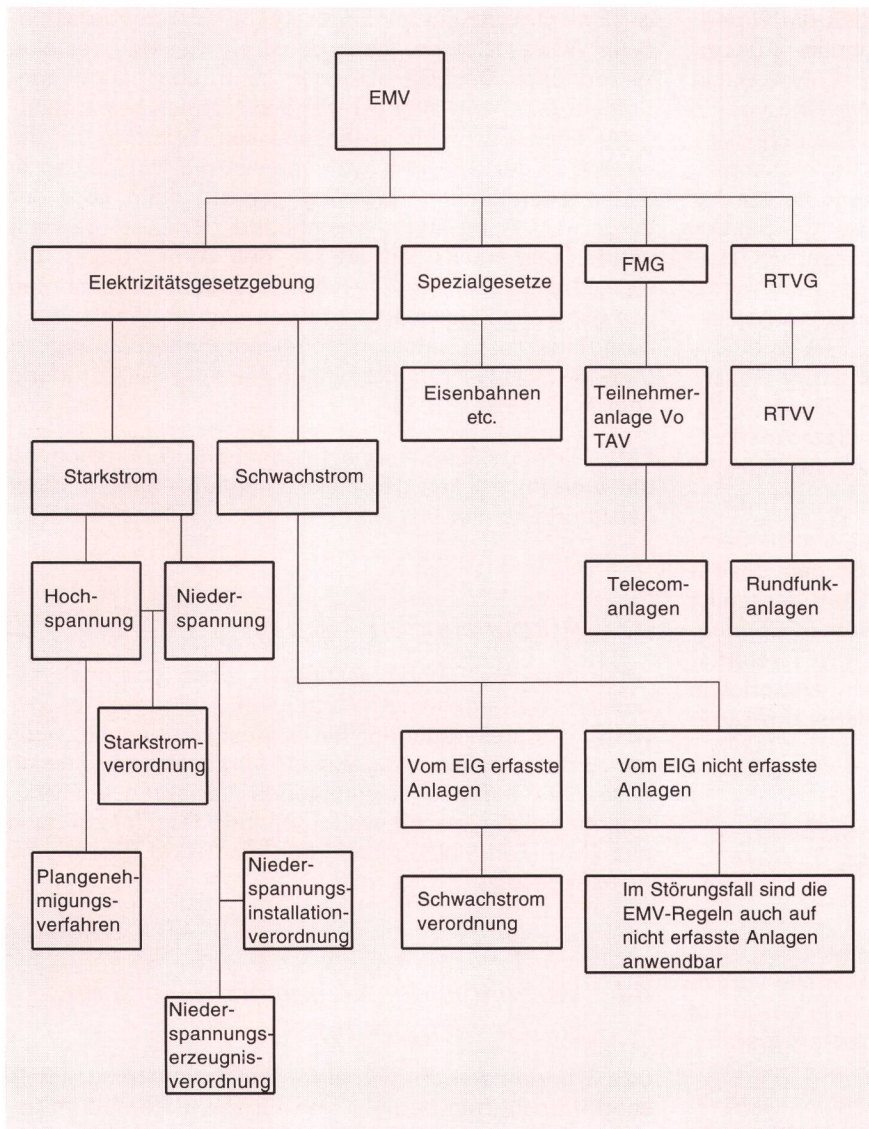 EMV
Elektrizitätsgesetzgebung
Spezialgesetze
FMG
RTVG
Eisenbahnen
etc.
Teilnehmer-
anlage Vo
TAV
RTVV
Starkstrom
Schwachstrom
Hoch-
spannung
Nieder-
spannung
Telecom-
anlagen
Rundfunk-
anlagen
Starkstrom-
verordnung
Vom ElG erfasste
Anlagen
Vom ElG nicht erfasste
Anlagen
Plangeneh-
migungs-
verfahren
Nieder-
spannungs-
installation-
verordnung
Schwachstrom
verordnung
Im Störungsfall sind die
EMV-Regeln auch auf
nicht erfasste Anlagen
anwendbar
Nieder-
spannungs-
erzeugnis-
verordnung